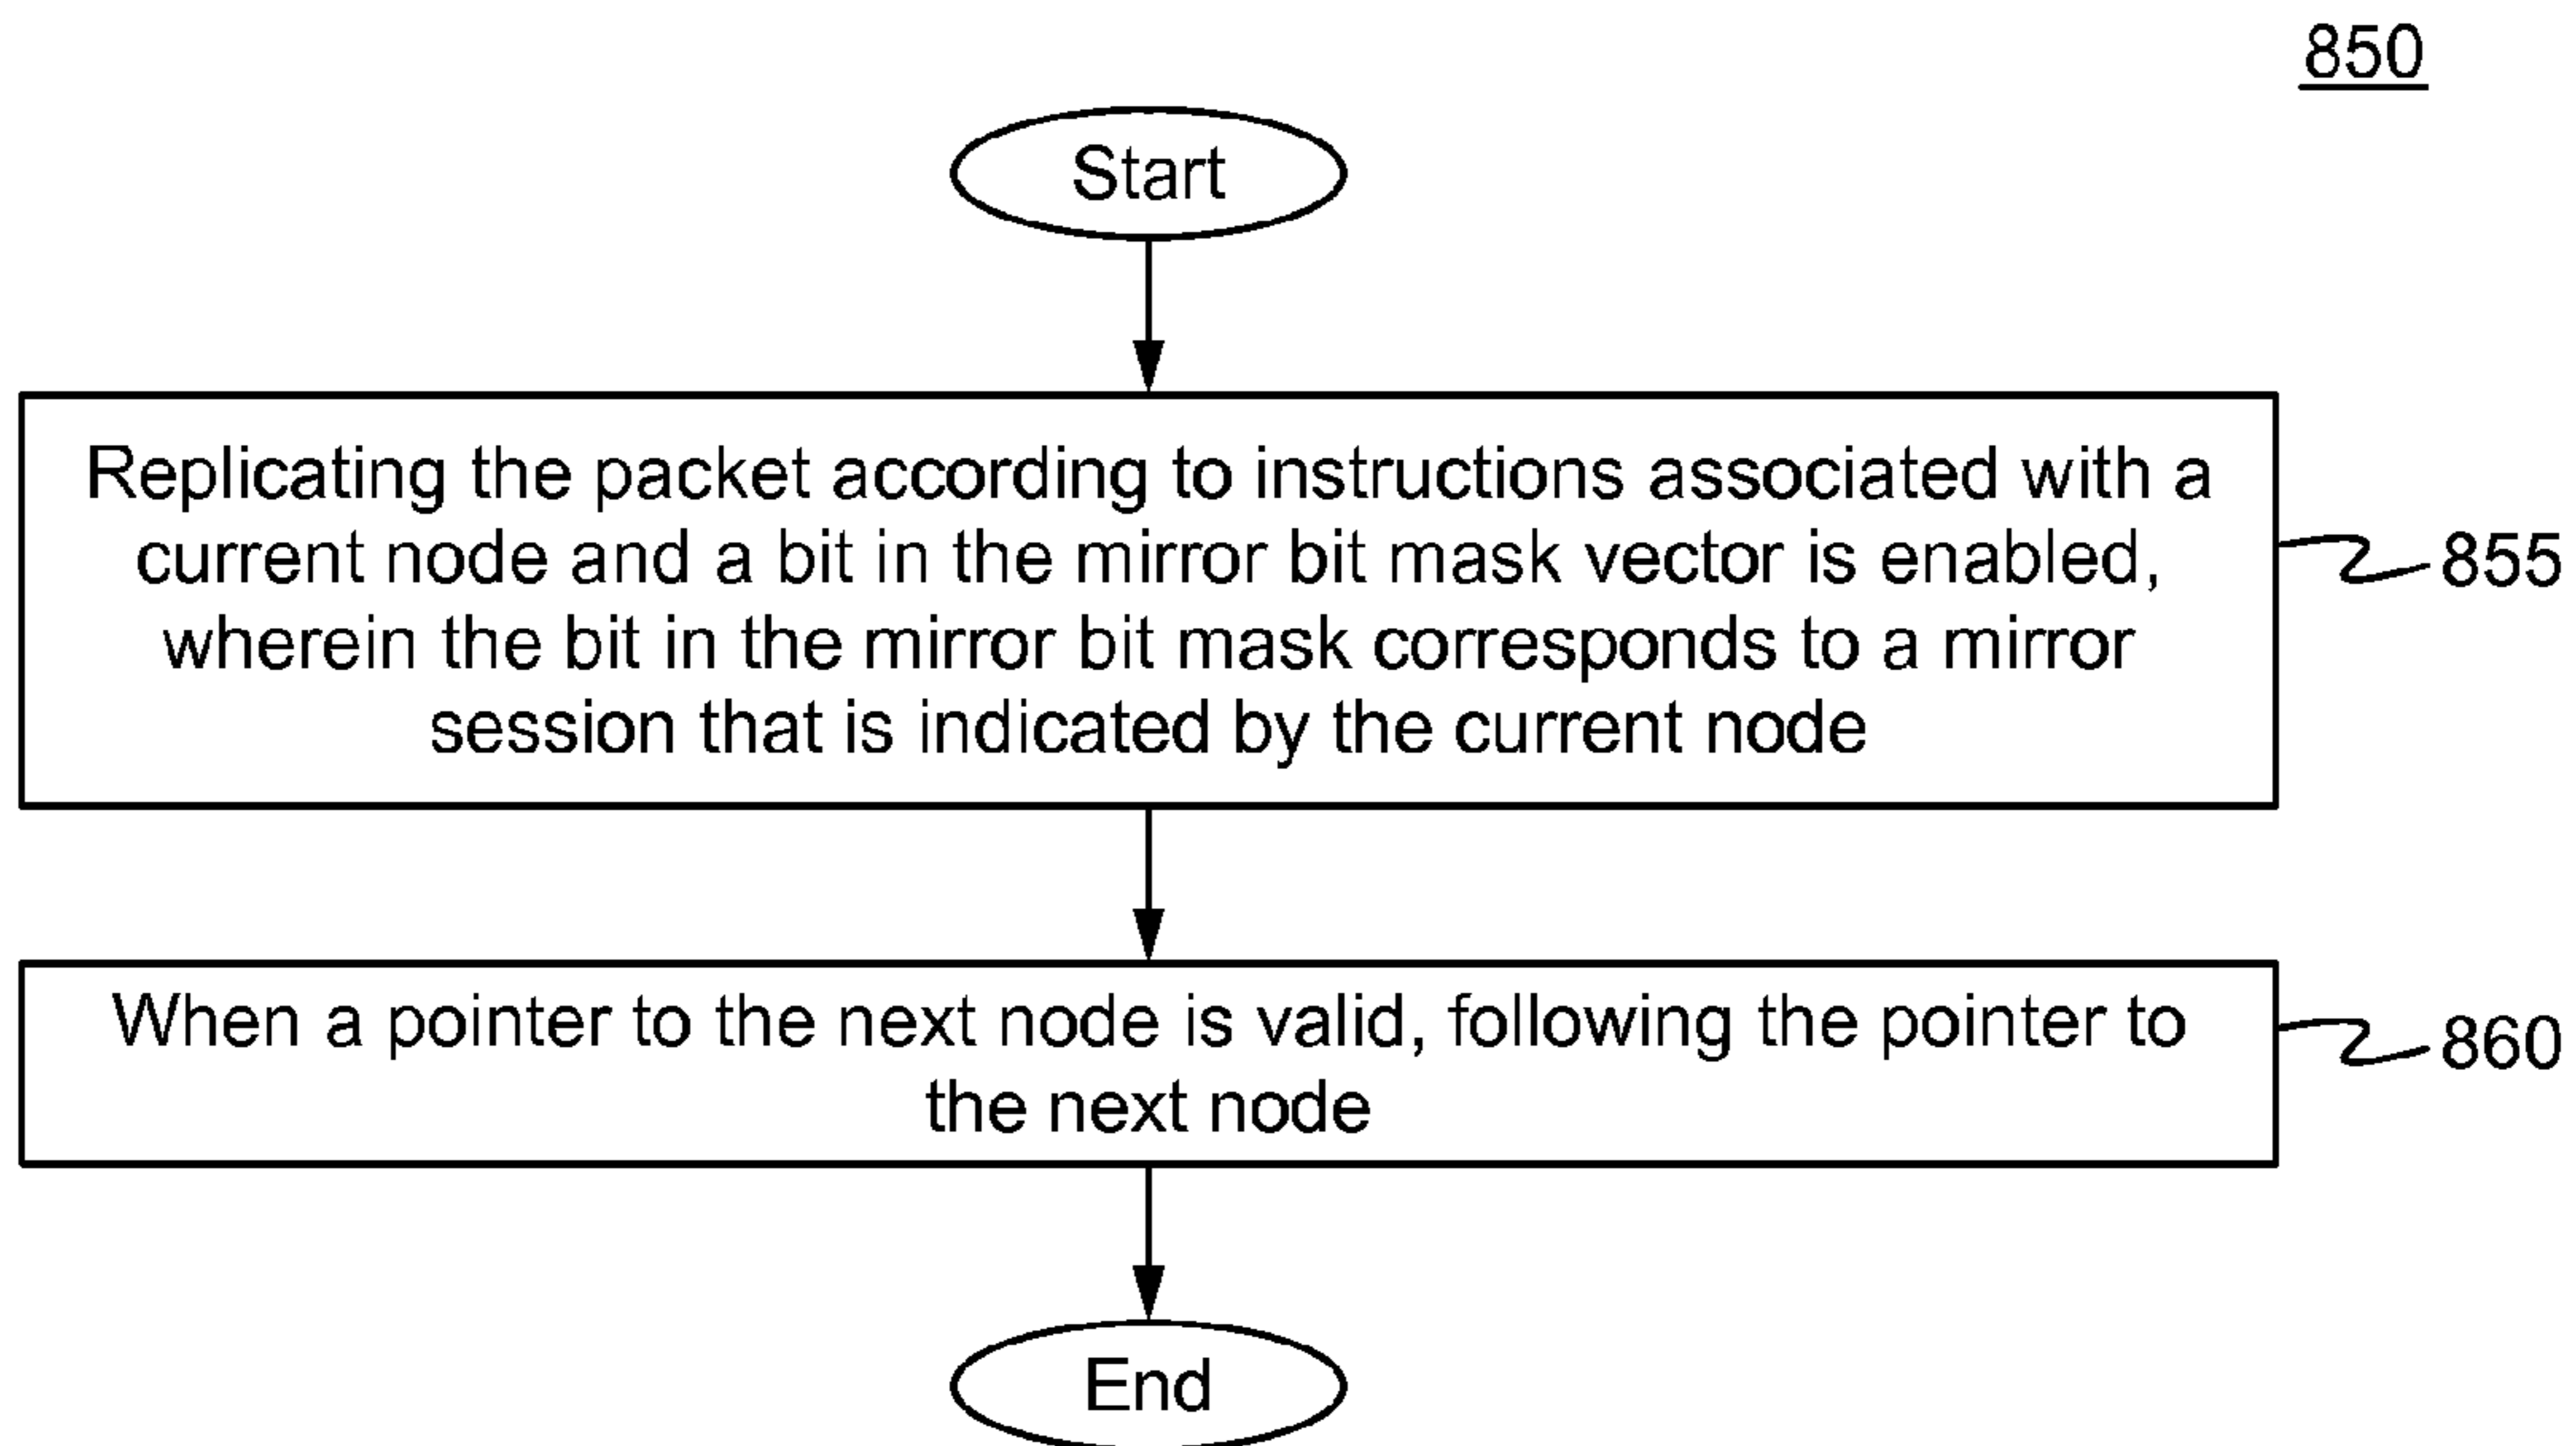 850
Start
Replicating the packet according to instructions associated with a
current node and a bit in the mirror bit mask vector is enabled,
wherein the bit in the mirror bit mask corresponds to a mirror
session that is indicated by the current node
855
When a pointer to the next node is valid, following the pointer to
the next node
860
End